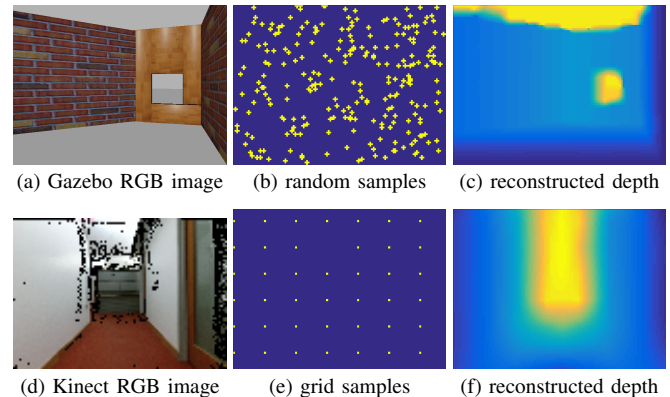 (a) Gazebo RGB image
(b) random samples
(c) reconstructed depth
(d) Kinect RGB image
(e) grid samples
(f) reconstructed depth